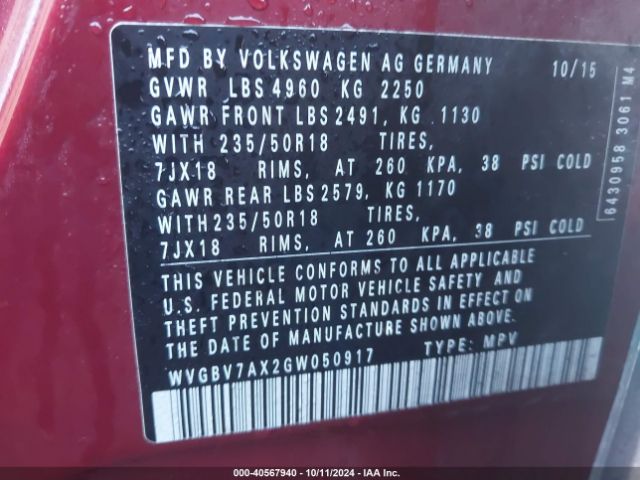 MFD BY VOLKSWAGEN AG GERMANY 10/15
GVWR LBS 4960 KG 2250
GAWR FRONT LBS 2491, KG 1130
WITH 235/50R18 TIRES,
7JX18 RIMS, AT 260 KPA, 38 PSI COLD
GAWR REAR LBS 2579, KG 1170
WITH 235/50R18 TIRES,
7JX18 RIMS, AT 260 KPA, 38 PSI COLD
THIS VEHICLE CONFORMS TO ALL APPLICABLE
U.S. FEDERAL MOTOR VEHICLE SAFETY AND
THEFT PREVENTION STANDARDS IN EFFECT ON
THE DATE OF MANUFACTURE SHOWN ABOVE.
WVGBV7AX2GW050917 TYPE: MPV
6430958 3061 M4
000-40567940 - 10/11/2024 - IAA Inc.